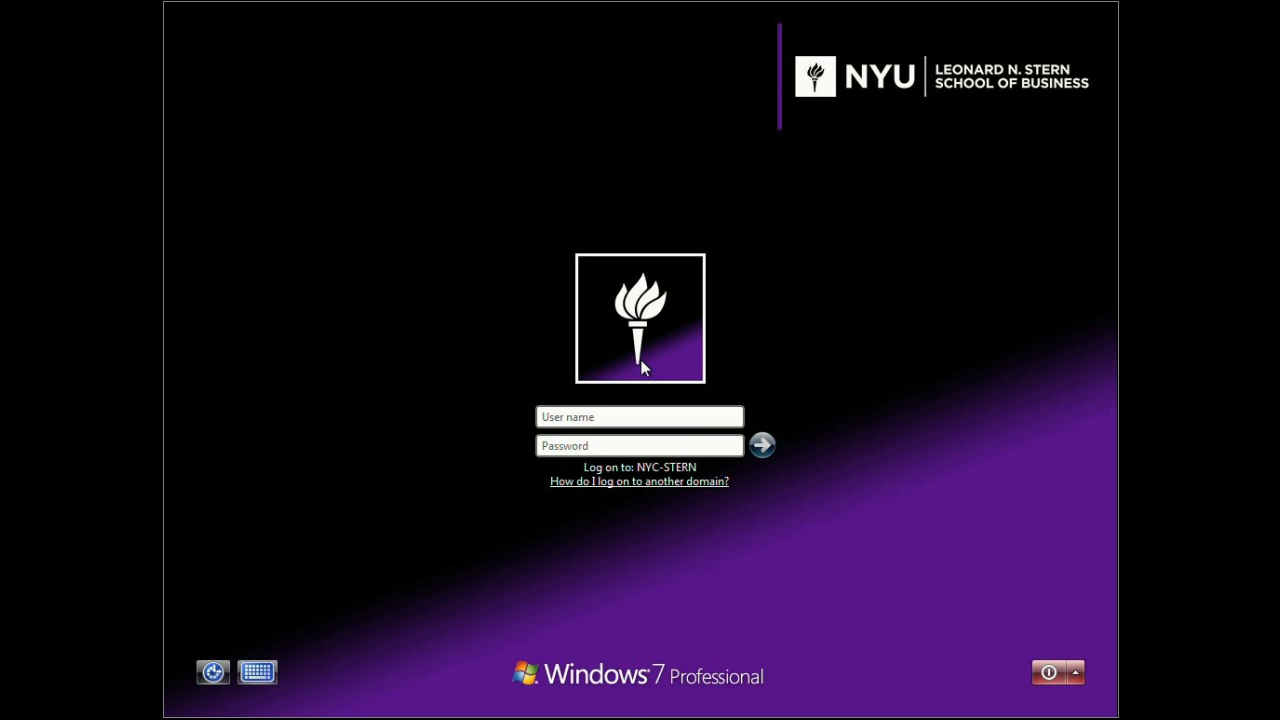 NYU
LEONARD N. STERN
SCHOOL OF BUSINESS
User name
Password
Log on to: NYC-STERN
How do I log on to another domain?
Windows 7 Professional